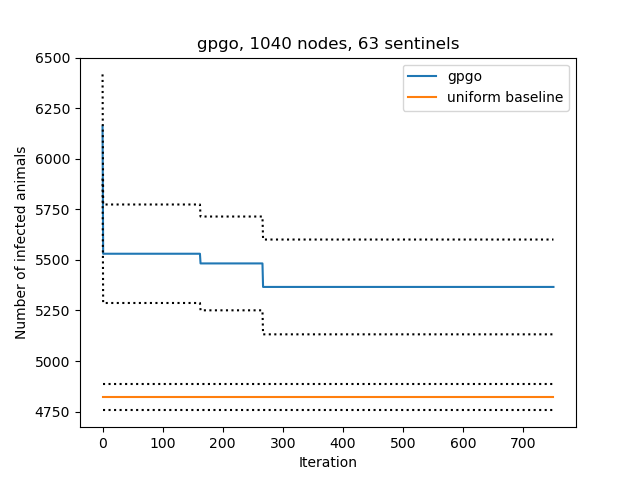 gpgo, 1040 nodes, 63 sentinels
gpgo
uniform baseline
Number of infected animals
6500
6250
6000
5750
5500
5250
5000
4750
0 100 200 300 400 500 600 700
Iteration